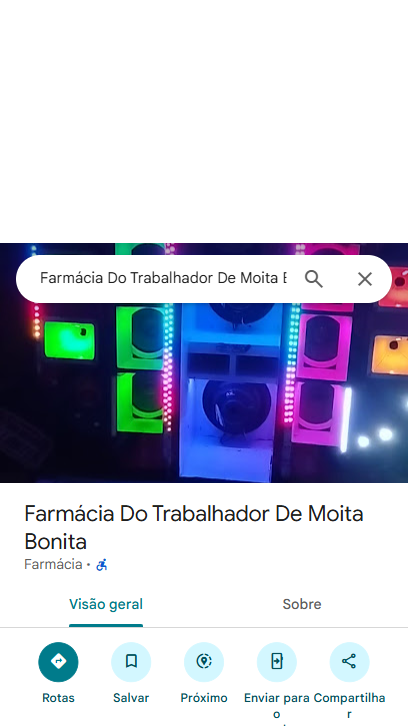 Farmácia Do Trabalhador De Moita
Farmácia Do Trabalhador De Moita
Bonita
Farmácia •
Visão geral
Sobre
Rotas
Salvar
Próximo
Enviar para o
Compartilhar